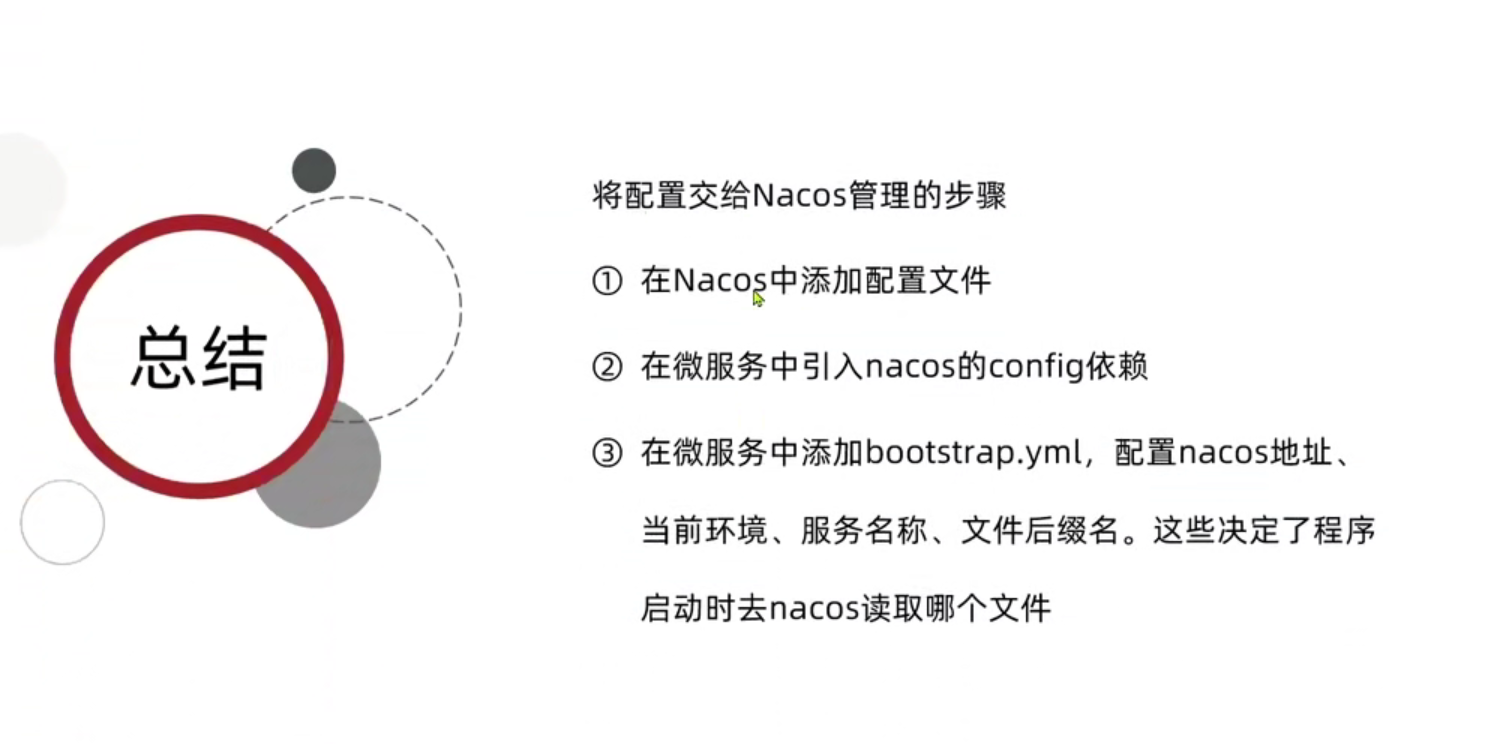 总结
将配置交给Nacos管理的步骤
① 在Nacos中添加配置文件
② 在微服务中引入nacos的config依赖
③ 在微服务中添加bootstrap.yml，配置nacos地址、
当前环境、服务名称、文件后缀名。这些决定了程序
启动时去nacos读取哪个文件